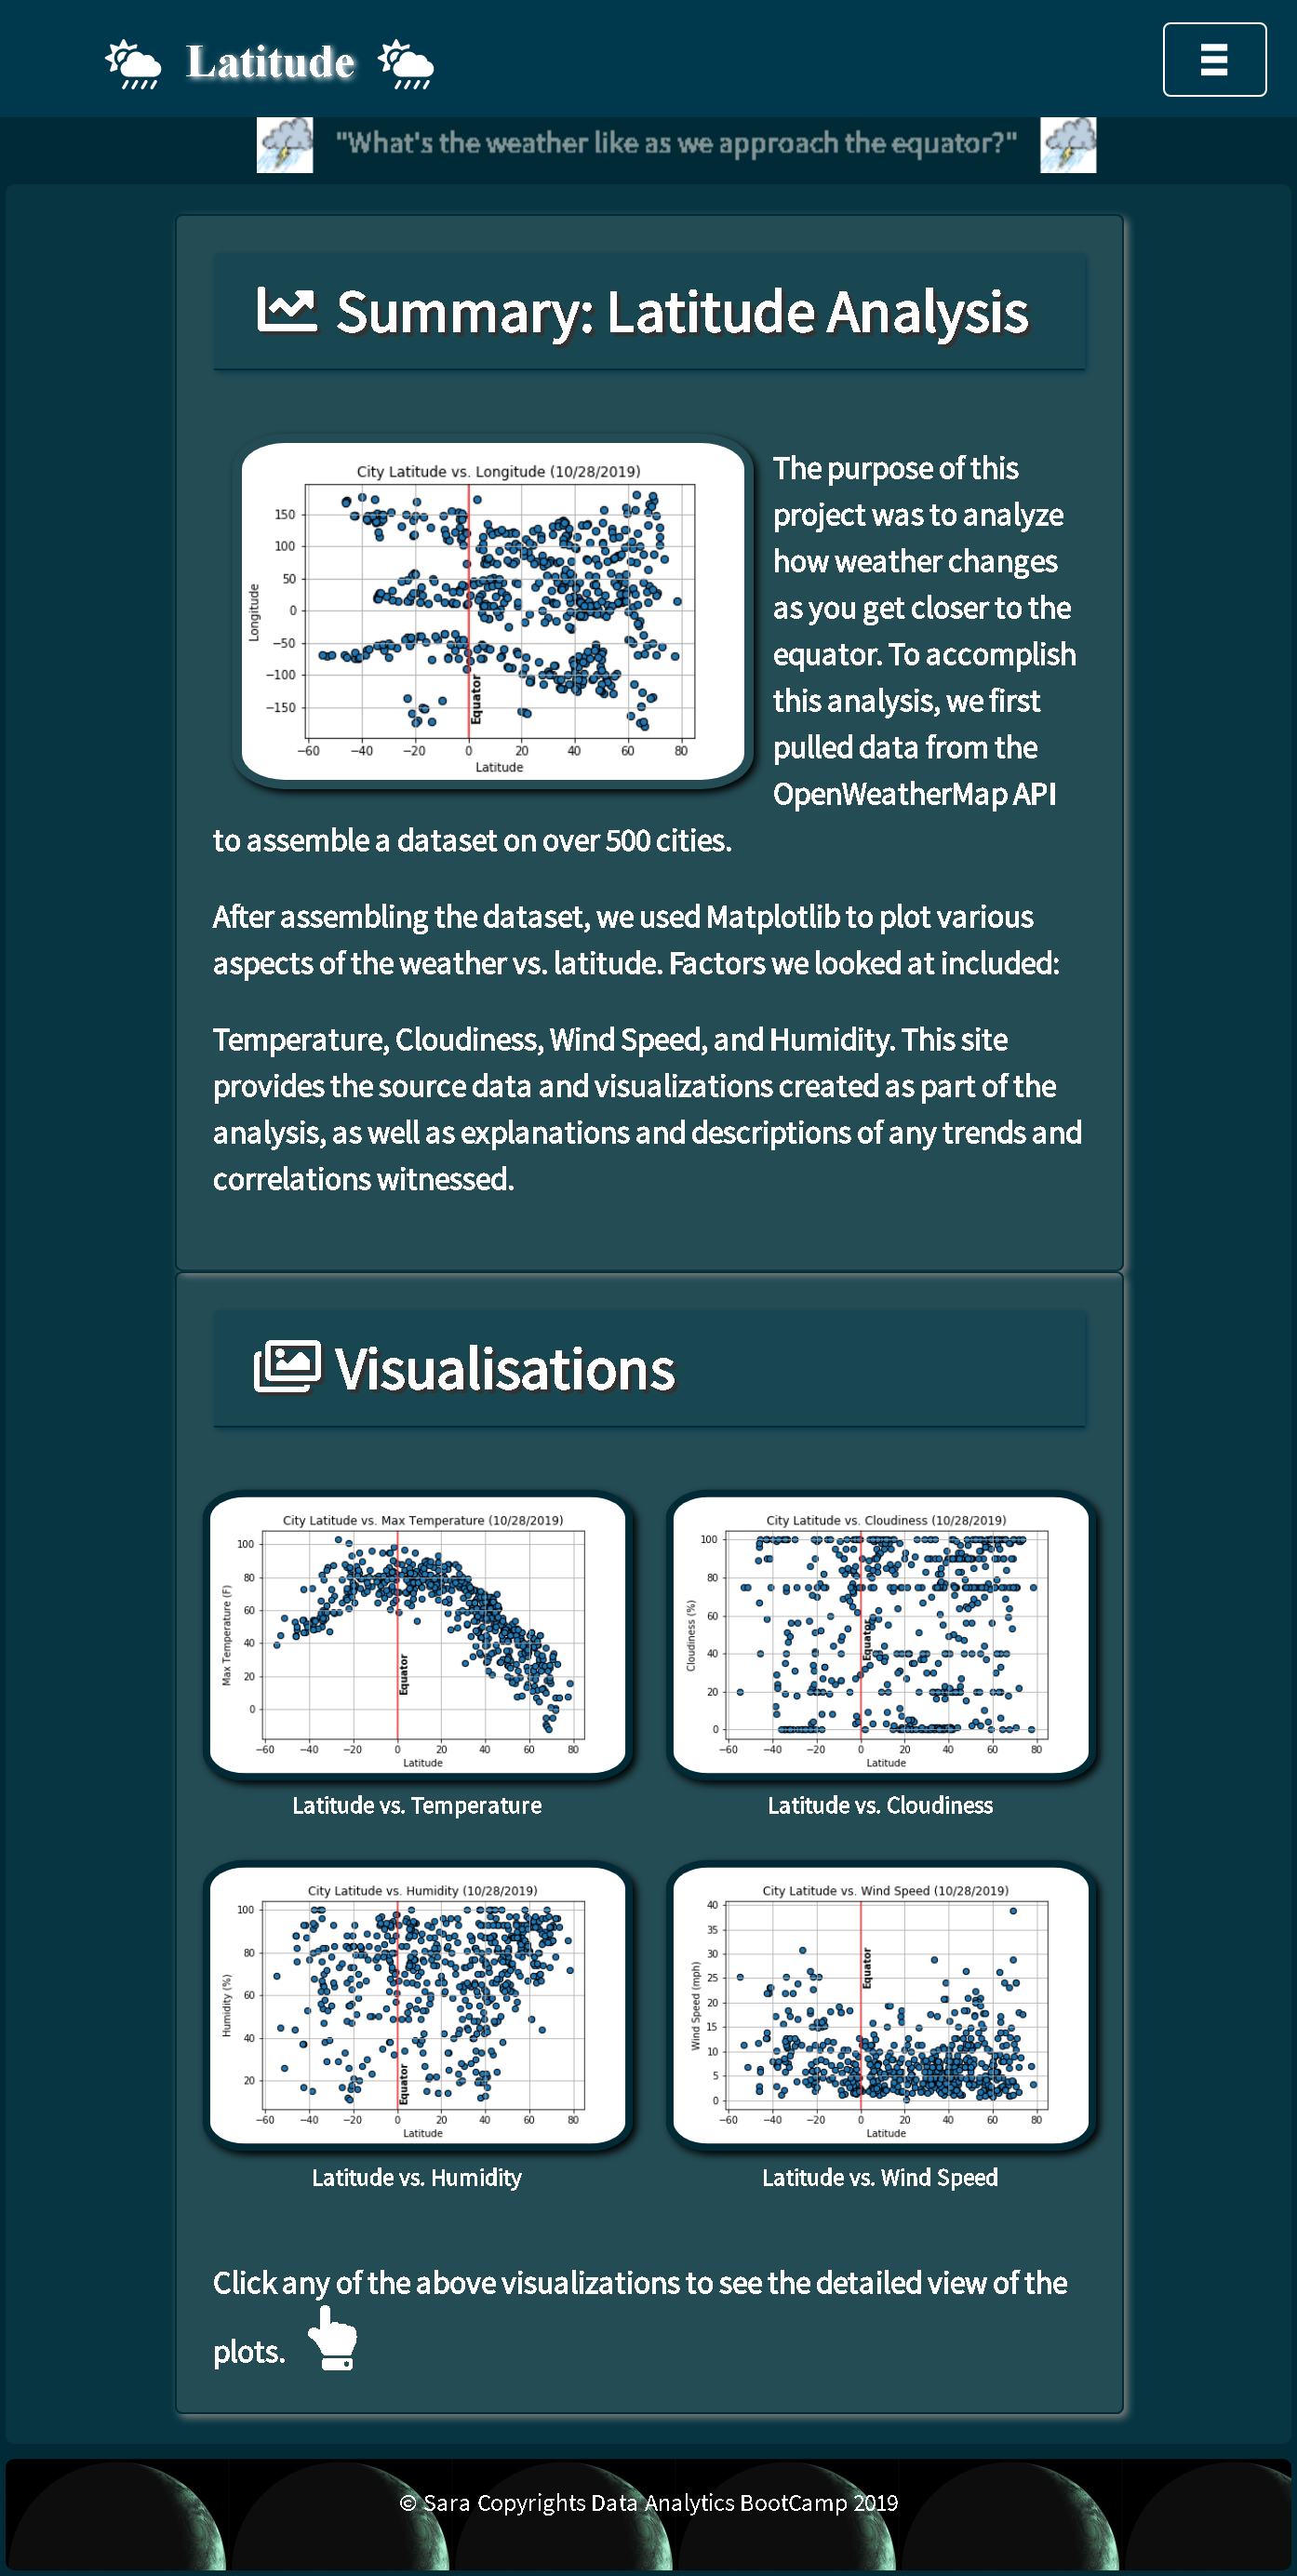 Latitude
"What's the weather like as we approach the equator?"
Summary: Latitude Analysis
City Latitude vs. Longitude (10/28/2019)
Longitude
150
100
50
0
−50
−100
−150
Equator
−60 −40 −20 0 20 40 60 80
Latitude
The purpose of this
project was to analyze
how weather changes
as you get closer to the
equator. To accomplish
this analysis, we first
pulled data from the
OpenWeatherMap API
to assemble a dataset on over 500 cities.
After assembling the dataset, we used Matplotlib to plot various
aspects of the weather vs. latitude. Factors we looked at included:
Temperature, Cloudiness, Wind Speed, and Humidity. This site
provides the source data and visualizations created as part of the
analysis, as well as explanations and descriptions of any trends and
correlations witnessed.
Visualisations
City Latitude vs. Max Temperature (10/28/2019)
Max Temperature (F)
100
80
60
40
20
0
Equator
−60 −40 −20 0 20 40 60 80
Latitude
Latitude vs. Temperature
City Latitude vs. Cloudiness (10/28/2019)
Cloudiness (%)
100
80
60
40
20
0
Equator
−60 −40 −20 0 20 40 60 80
Latitude
Latitude vs. Cloudiness
City Latitude vs. Humidity (10/28/2019)
Humidity (%)
100
80
60
40
20
Equator
−60 −40 −20 0 20 40 60 80
Latitude
Latitude vs. Humidity
City Latitude vs. Wind Speed (10/28/2019)
Wind Speed (mph)
40
35
30
25
20
15
10
5
0
Equator
−60 −40 −20 0 20 40 60 80
Latitude
Latitude vs. Wind Speed
Click any of the above visualizations to see the detailed view of the
plots.
© Sara Copyrights Data Analytics BootCamp 2019